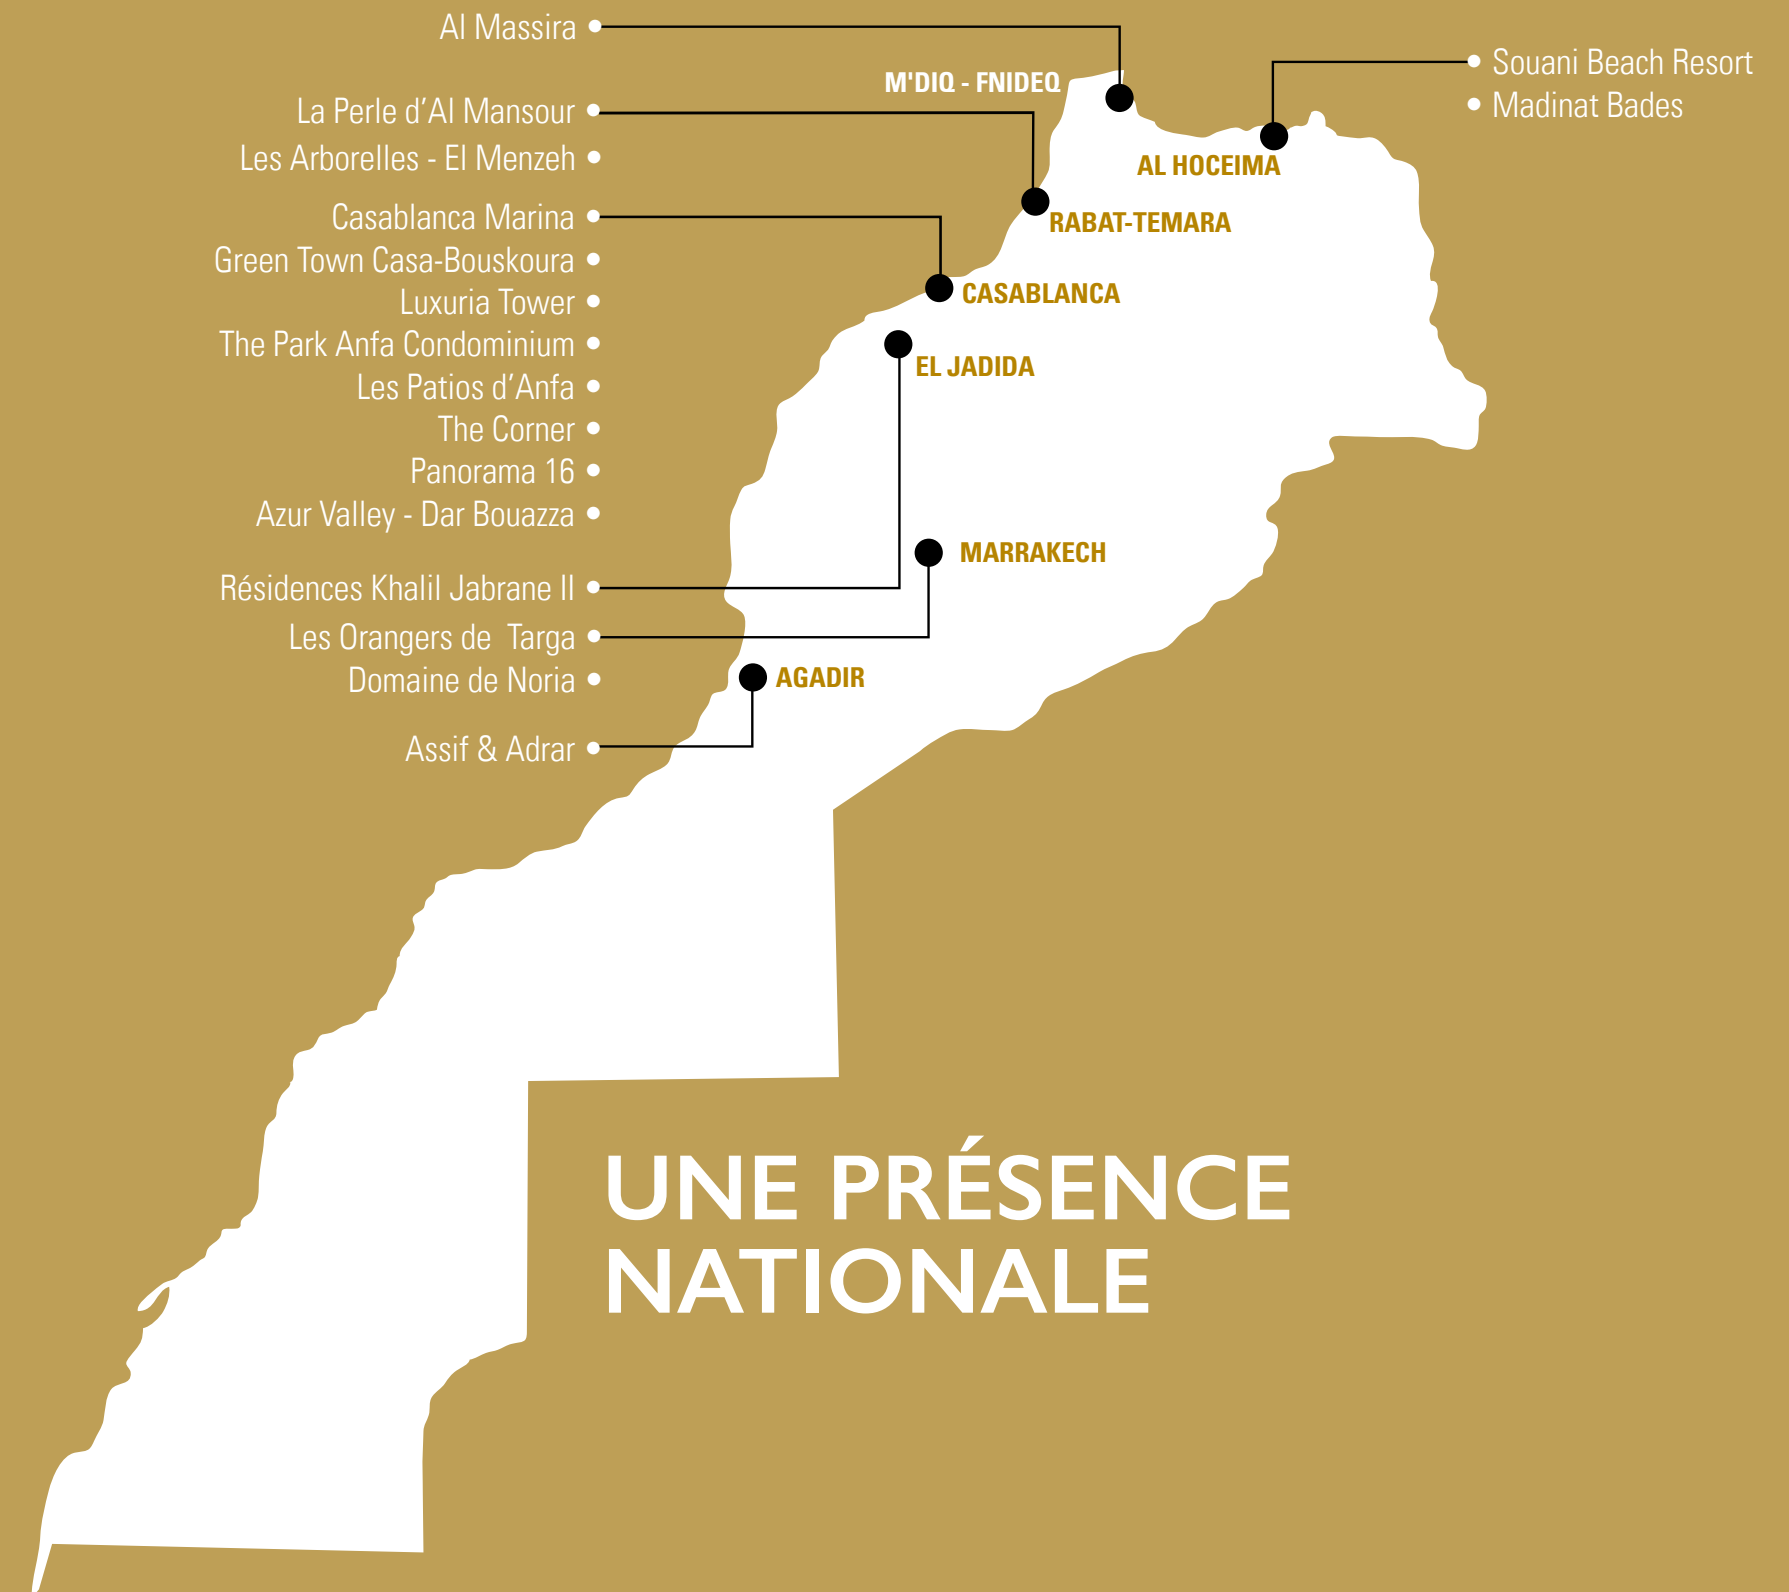 Al Massira
M'DIQ - FNIDEQ
Souani Beach Resort
Madinat Bades
AL HOCEIMA
La Perle d'Al Mansour
Les Arborelles - El Menzeh
RABAT-TEMARA
Casablanca Marina
Green Town Casa-Bouskoura
Luxuria Tower
The Park Anfa Condominium
Les Patios d'Anfa
The Corner
Panorama 16
Azur Valley - Dar Bouazza
CASABLANCA
EL JADIDA
Résidences Khalil Jabrane II
MARRAKECH
Les Orangers de Targa
Domaine de Noria
AGADIR
Assif & Adrar
UNE PRÉSENCE
NATIONALE